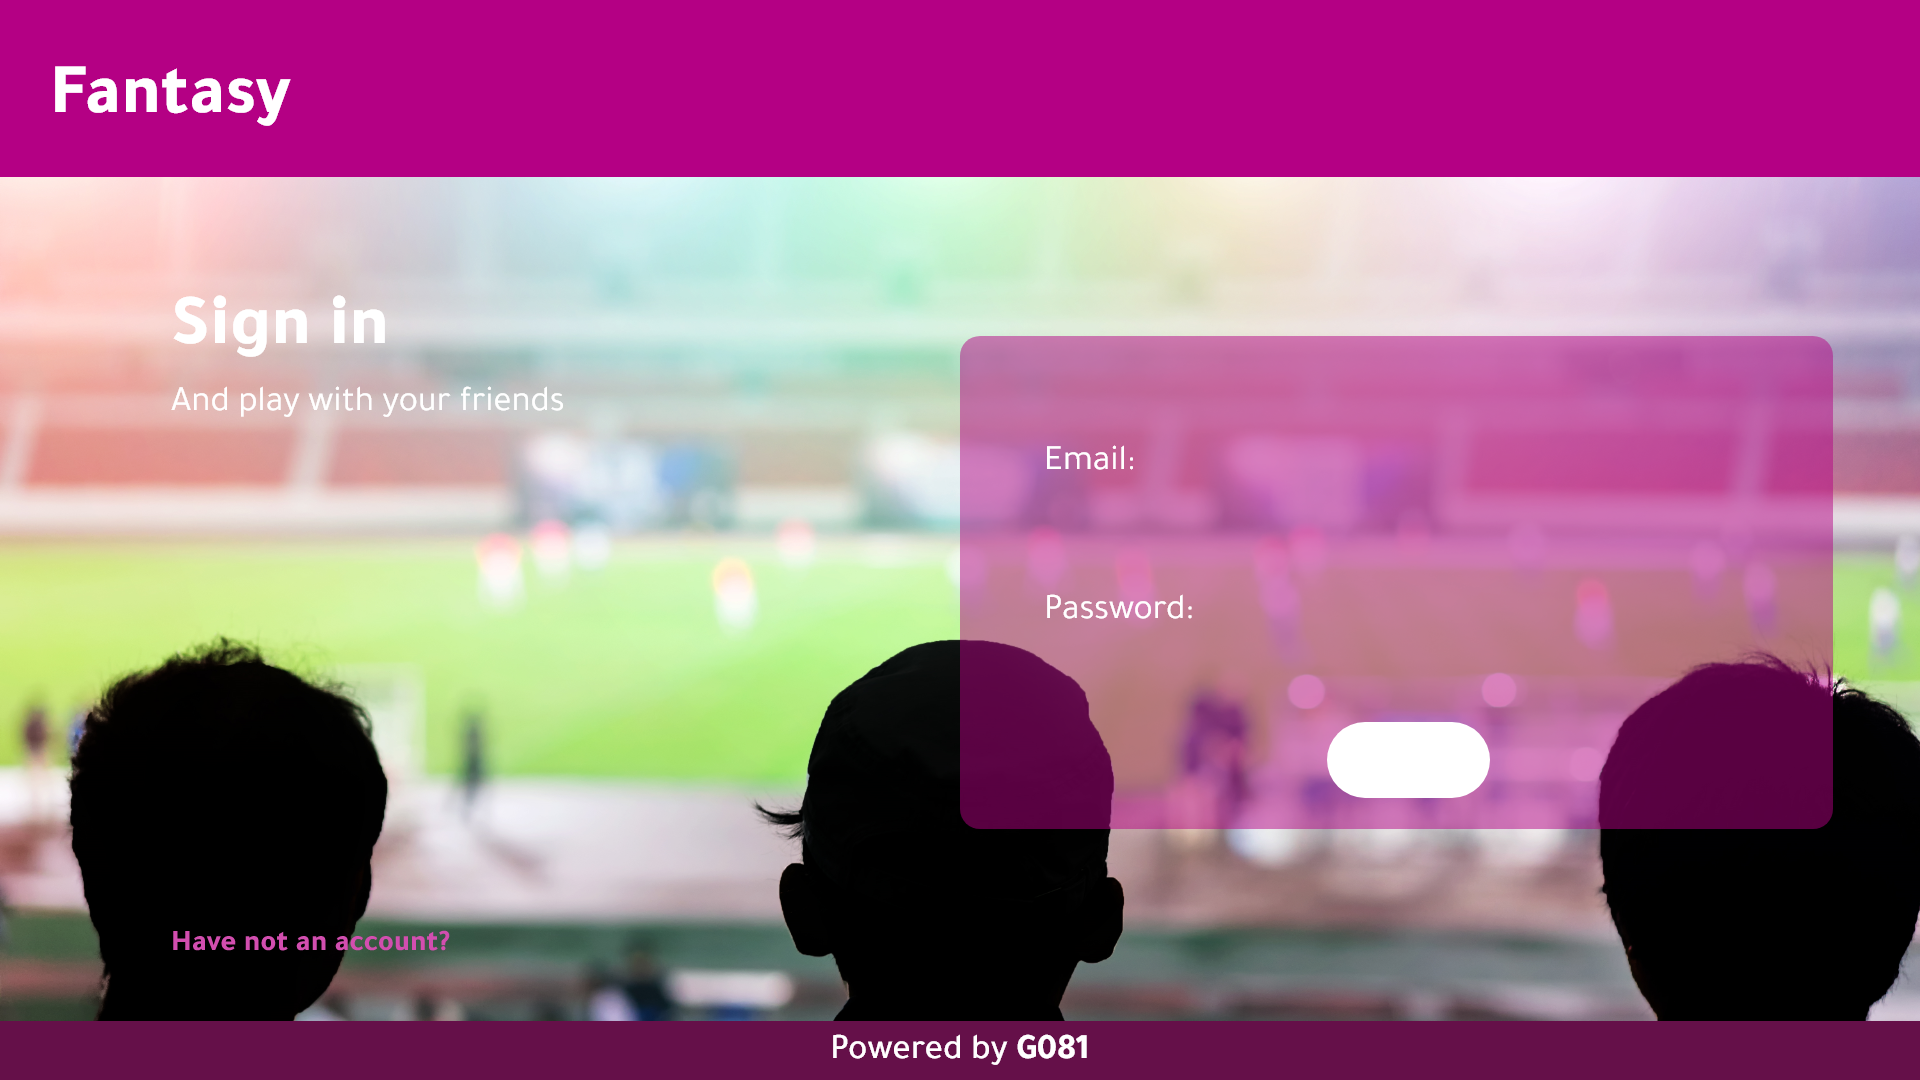 Fantasy
Sign in
And play with your friends
Email:
Password:
Have not an account?
Powered by G081